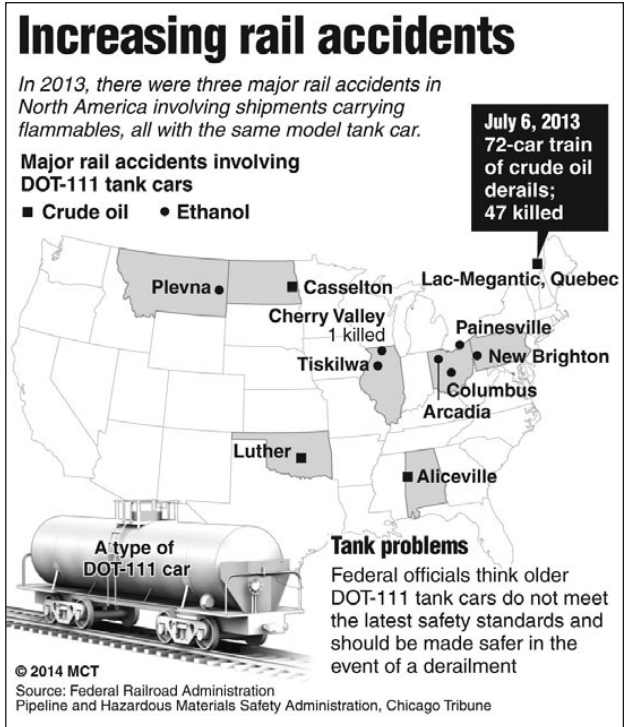 Increasing rail accidents
In 2013, there were three major rail accidents in
North America involving shipments carrying
flammables, all with the same model tank car.
Major rail accidents involving
DOT-111 tank cars
■ Crude oil ● Ethanol
July 6, 2013
72-car train
of crude oil
derails;
47 killed
Lac-Megantic, Quebec
Plevna
Casselton
Cherry Valley
1 killed
Tiskilwa
Painesville
New Brighton
Columbus
Arcadia
Luther
Aliceville
A type of
DOT-111 car
Tank problems
Federal officials think older
DOT-111 tank cars do not meet
the latest safety standards and
should be made safer in the
event of a derailment
© 2014 MCT
Source: Federal Railroad Administration
Pipeline and Hazardous Materials Safety Administration, Chicago Tribune